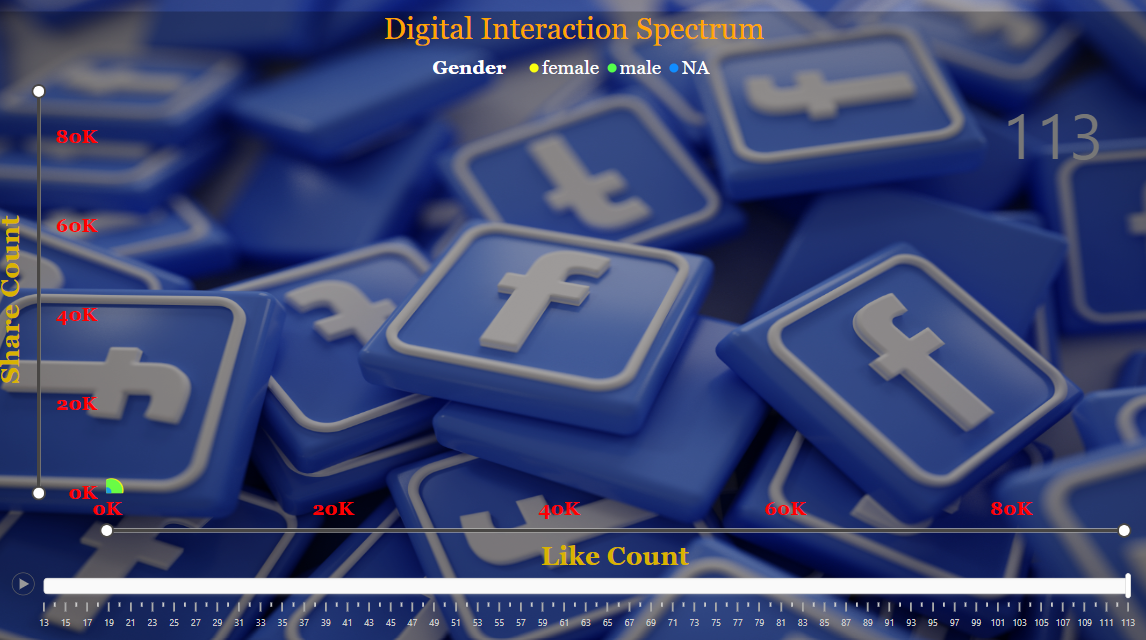 Digital Interaction Spectrum
Gender female male NA
113
80K
60K
40K
20K
0K
Share Count
0K 20K 40K 60K 80K
Like Count
13 15 17 19 21 23 25 27 29 31 33 35 37 39 41 43 45 47 49 51 53 55 57 59 61 63 65 67 69 71 73 75 77 79 81 83 85 87 89 91 93 95 97 99 101 103 105 107 109 111 113